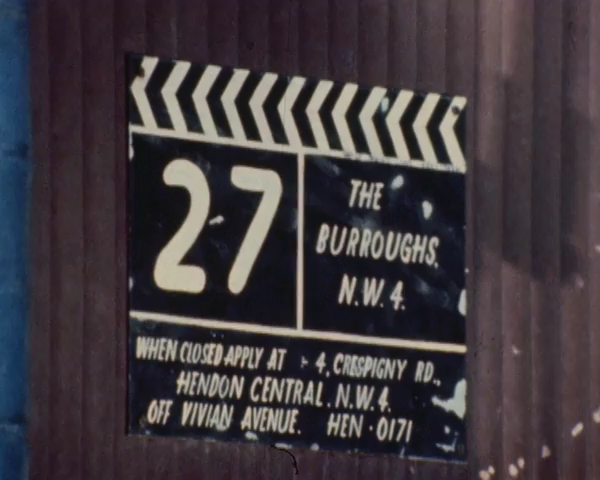 27
THE
BURROUGHS.
N.W.4.
WHEN CLOSED APPLY AT - 4, CRESPIGNY RD.,
HENDON CENTRAL. N.W.4.
OFF VIVIAN AVENUE. HEN · 0171